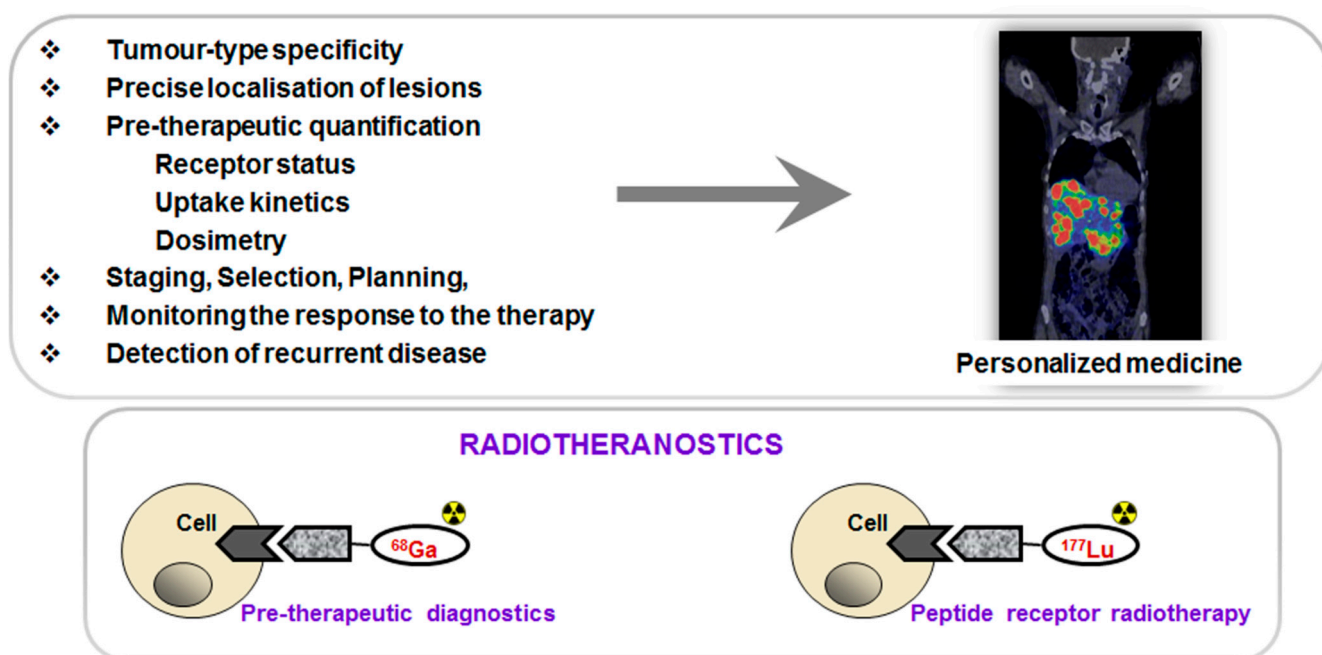 Tumour-type specificity
Precise localisation of lesions
Pre-therapeutic quantification
Receptor status
Uptake kinetics
Dosimetry
Staging, Selection, Planning,
Monitoring the response to the therapy
Detection of recurrent disease
Personalized medicine
RADIOTHERANOSTICS
Cell
⁶⁸Ga
Pre-therapeutic diagnostics
Cell
¹⁷⁷Lu
Peptide receptor radiotherapy